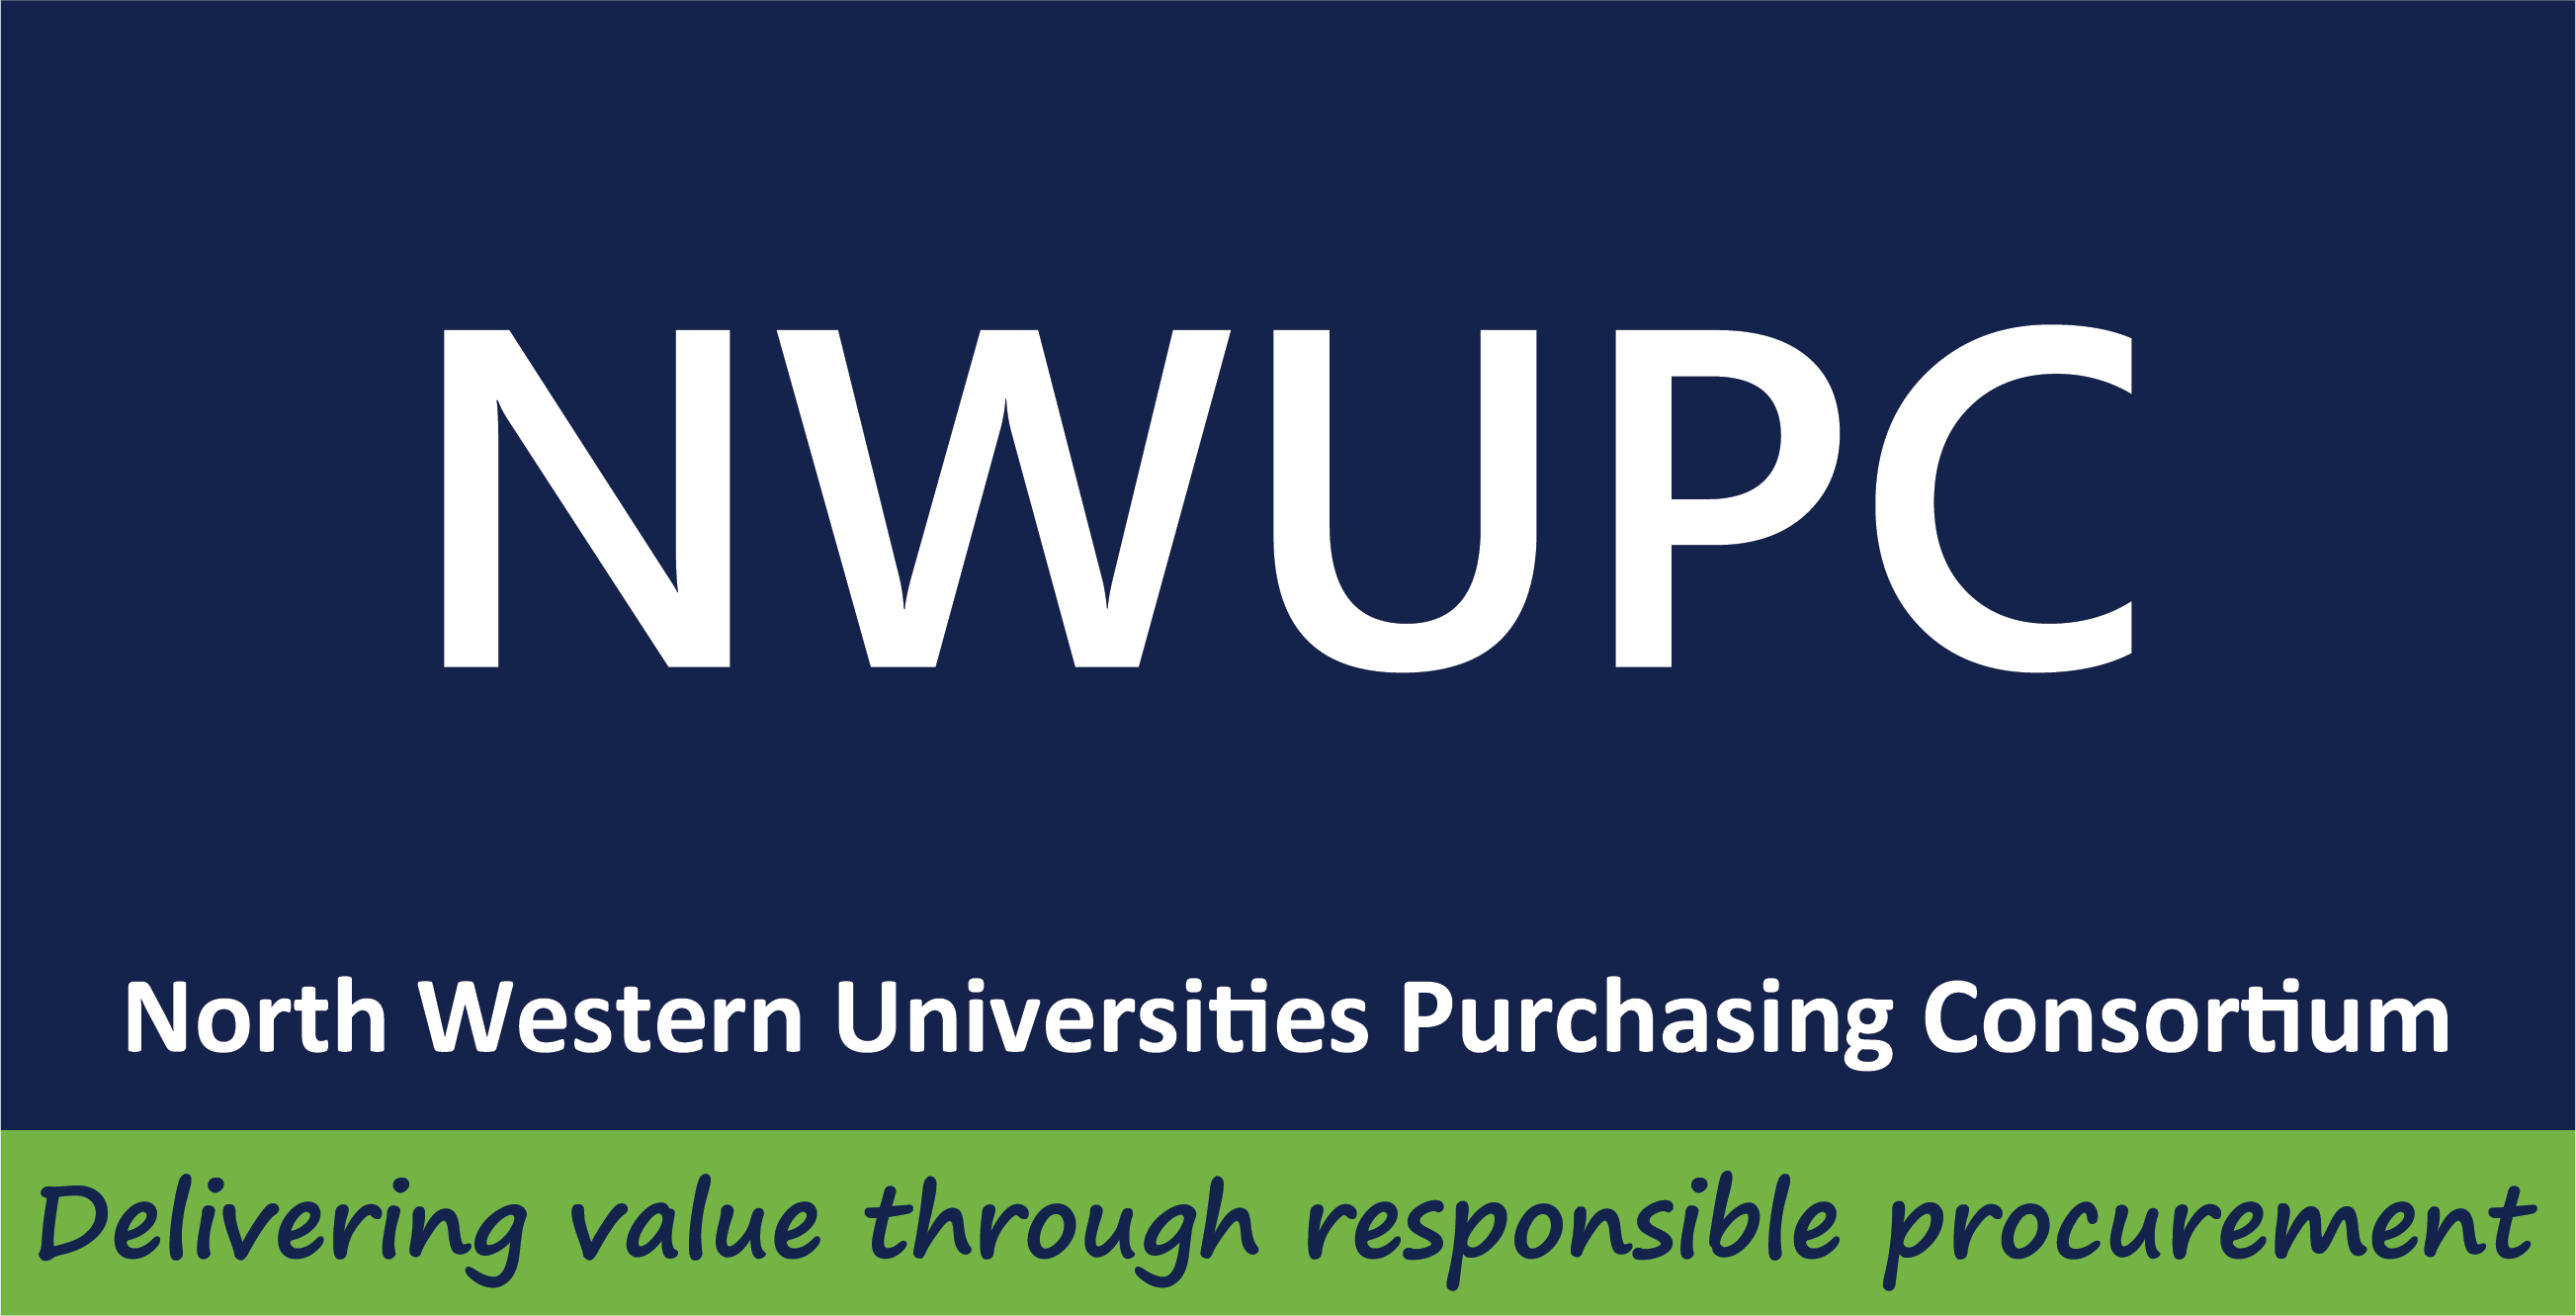 NWUPC
North Western Universities Purchasing Consortium
Delivering value through responsible procurement